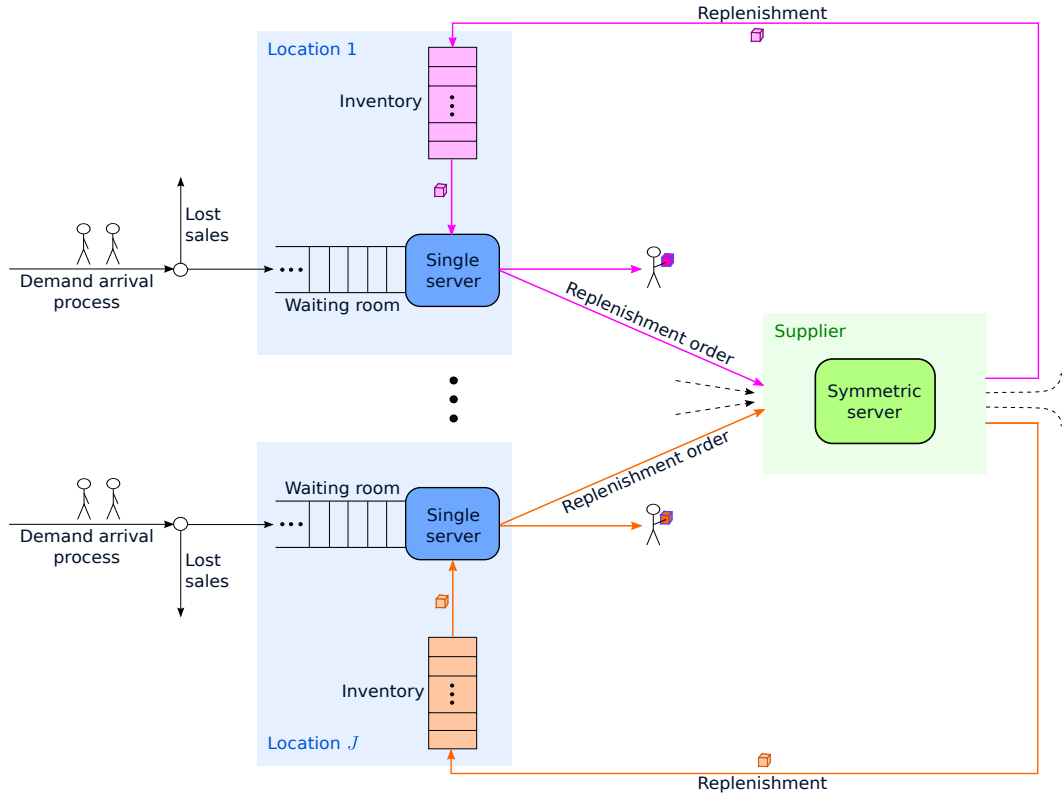 Replenishment
Location 1
Inventory
Lost
sales
Demand arrival
process
Single
server
Waiting room
Replenishment order
Supplier
Symmetric
server
Waiting room
Replenishment order
Single
server
Demand arrival
process
Lost
sales
Inventory
Location J
Replenishment